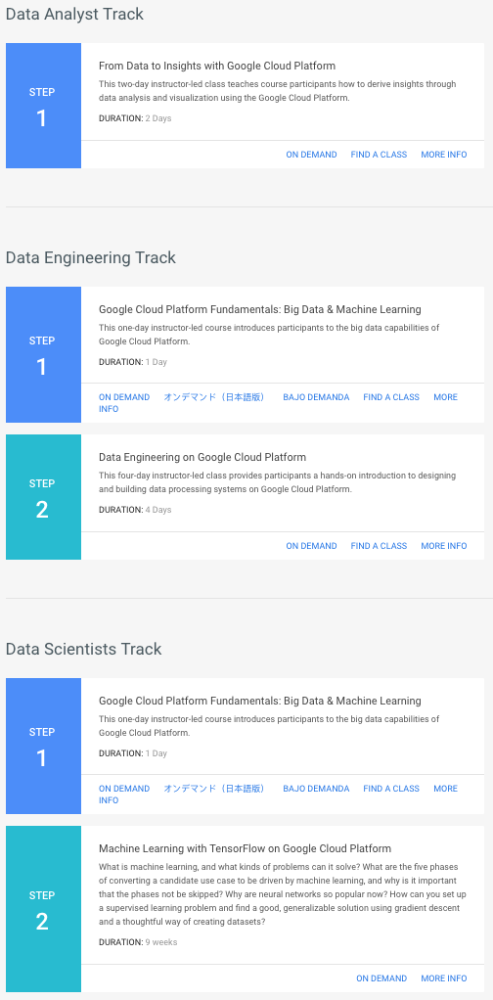 Data Analyst Track
STEP
1
From Data to Insights with Google Cloud Platform
This two-day instructor-led class teaches course participants how to derive insights through
data analysis and visualization using the Google Cloud Platform.
DURATION: 2 Days
ON DEMAND FIND A CLASS MORE INFO
Data Engineering Track
STEP
1
Google Cloud Platform Fundamentals: Big Data & Machine Learning
This one-day instructor-led course introduces participants to the big data capabilities of
Google Cloud Platform.
DURATION: 1 Day
ON DEMAND オンデマンド（日本語版） BAJO DEMANDA FIND A CLASS MORE
INFO
STEP
2
Data Engineering on Google Cloud Platform
This four-day instructor-led class provides participants a hands-on introduction to designing
and building data processing systems on Google Cloud Platform.
DURATION: 4 Days
ON DEMAND FIND A CLASS MORE INFO
Data Scientists Track
STEP
1
Google Cloud Platform Fundamentals: Big Data & Machine Learning
This one-day instructor-led course introduces participants to the big data capabilities of
Google Cloud Platform.
DURATION: 1 Day
ON DEMAND オンデマンド（日本語版） BAJO DEMANDA FIND A CLASS MORE
INFO
STEP
2
Machine Learning with TensorFlow on Google Cloud Platform
What is machine learning, and what kinds of problems can it solve? What are the five phases
of converting a candidate use case to be driven by machine learning, and why is it important
that the phases not be skipped? Why are neural networks so popular now? How can you set up
a supervised learning problem and find a good, generalizable solution using gradient descent
and a thoughtful way of creating datasets?
DURATION: 9 weeks
ON DEMAND MORE INFO